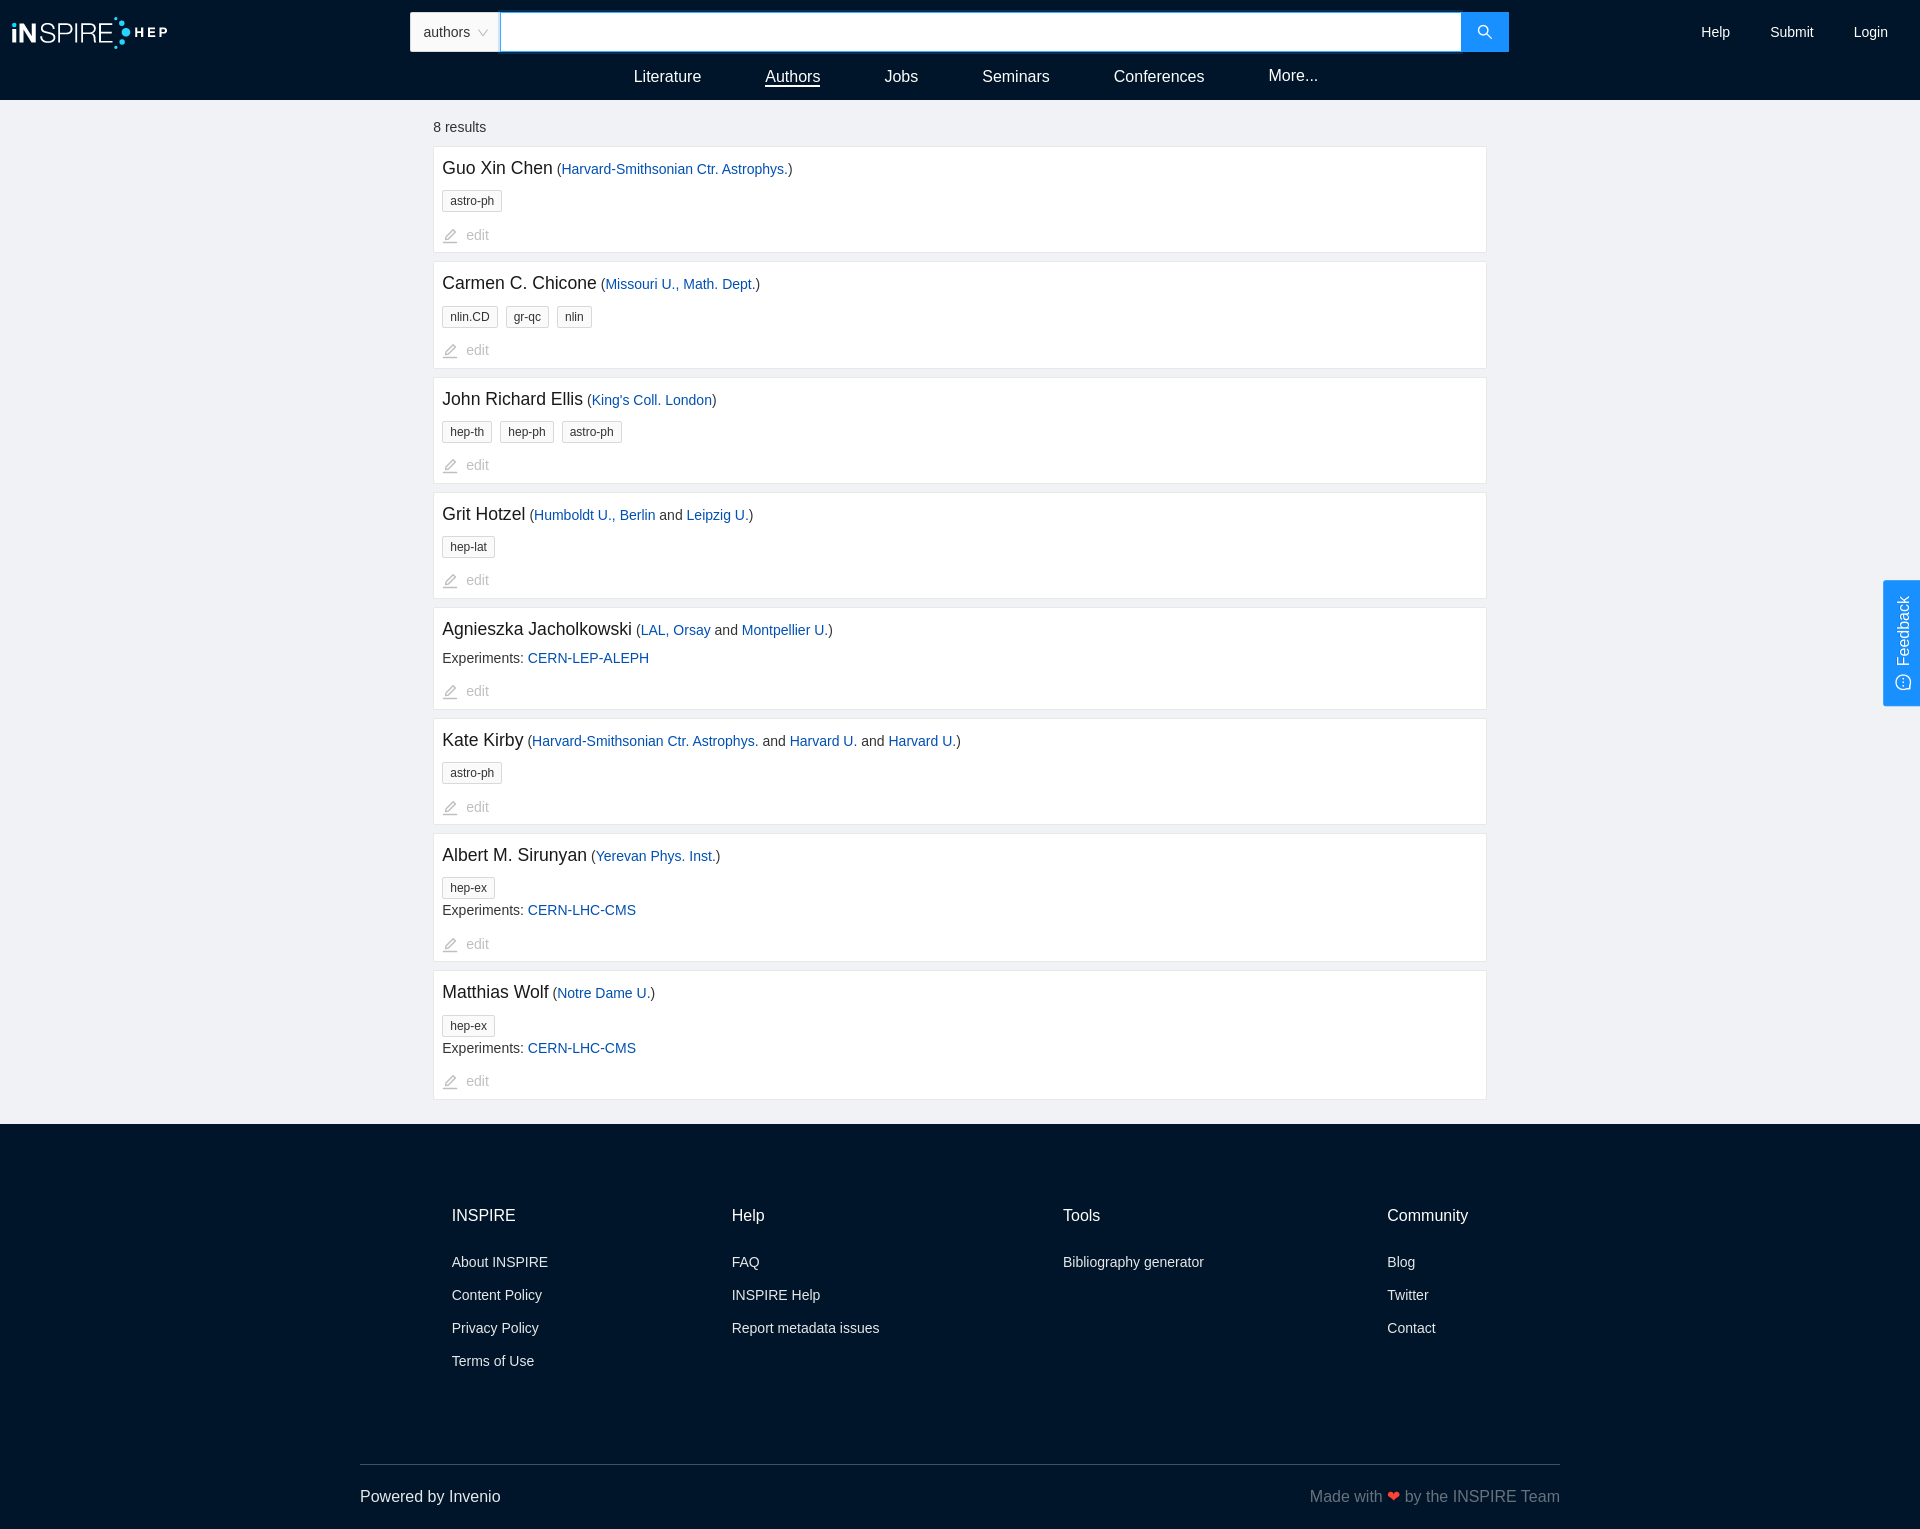 iNSPIRE HEP
authors
Help Submit Login
Literature Authors Jobs Seminars Conferences More...
8 results
Guo Xin Chen (Harvard-Smithsonian Ctr. Astrophys.)
astro-ph
edit
Carmen C. Chicone (Missouri U., Math. Dept.)
nlin.CD gr-qc nlin
edit
John Richard Ellis (King's Coll. London)
hep-th hep-ph astro-ph
edit
Grit Hotzel (Humboldt U., Berlin and Leipzig U.)
hep-lat
edit
Agnieszka Jacholkowski (LAL, Orsay and Montpellier U.)
Experiments: CERN-LEP-ALEPH
edit
Kate Kirby (Harvard-Smithsonian Ctr. Astrophys. and Harvard U. and Harvard U.)
astro-ph
edit
Albert M. Sirunyan (Yerevan Phys. Inst.)
hep-ex
Experiments: CERN-LHC-CMS
edit
Matthias Wolf (Notre Dame U.)
hep-ex
Experiments: CERN-LHC-CMS
edit
Feedback
INSPIRE
About INSPIRE
Content Policy
Privacy Policy
Terms of Use
Help
FAQ
INSPIRE Help
Report metadata issues
Tools
Bibliography generator
Community
Blog
Twitter
Contact
Powered by Invenio
Made with ❤ by the INSPIRE Team